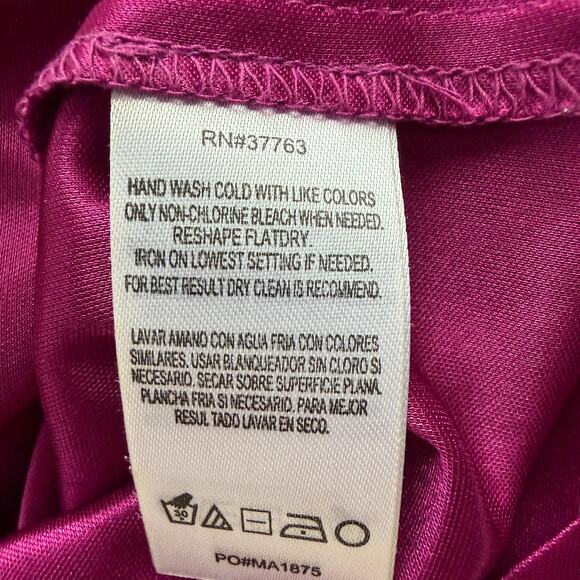 RN#37763
HAND WASH COLD WITH LIKE COLORS
ONLY NON-CHLORINE BLEACH WHEN NEEDED.
RESHAPE FLATDRY.
IRON ON LOWEST SETTING IF NEEDED.
FOR BEST RESULT DRY CLEAN IS RECOMMEND.
LAVAR AMANO CON AGUA FRIA CON COLORES
SIMILARES. USAR BLANQUEADOR SIN CLORO SI
NECESARIO. SECAR SOBRE SUPERFICIE PLANA.
PLANCHA FRIA SI NECESARIO. PARA MEJOR
RESUL TADO LAVAR EN SECO.
30
PO#MA1875